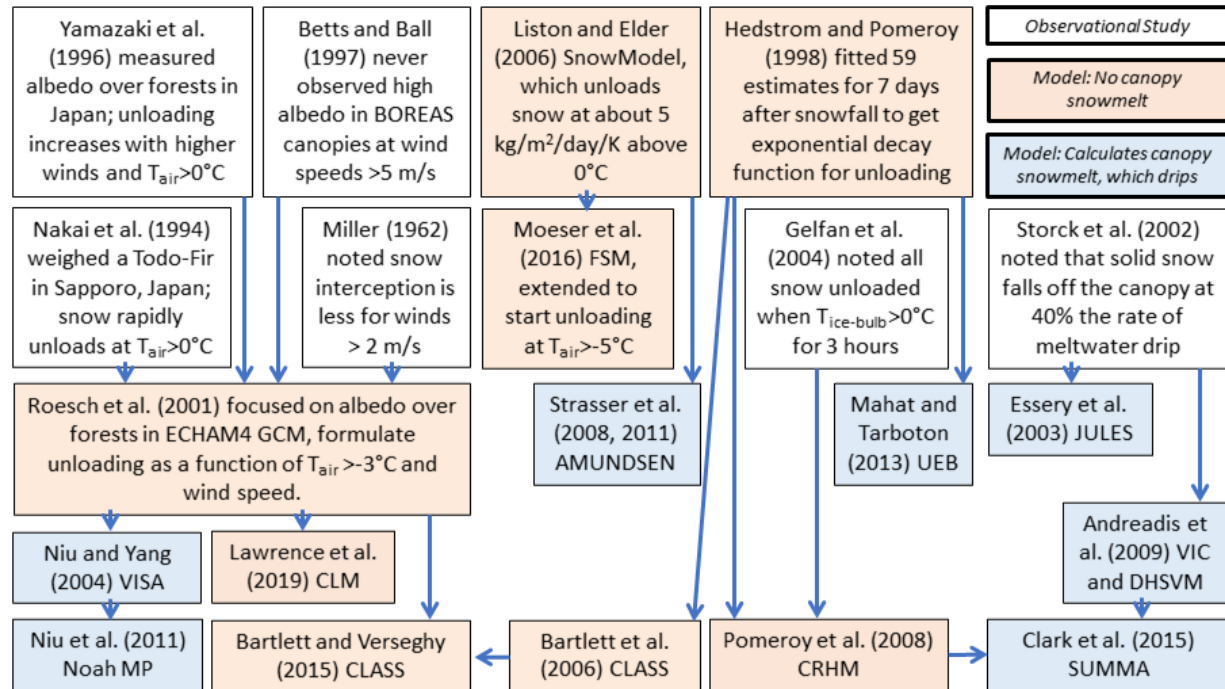 Yamazaki et al.
(1996) measured
albedo over forests in
Japan; unloading
increases with higher
winds and Tair>0°C
Betts and Ball
(1997) never
observed high
albedo in BOREAS
canopies at wind
speeds >5 m/s
Liston and Elder
(2006) SnowModel,
which unloads
snow at about 5
kg/m²/day/K above
0°C
Hedstrom and Pomeroy
(1998) fitted 59
estimates for 7 days
after snowfall to get
exponential decay
function for unloading
Observational Study
Model: No canopy
snowmelt
Model: Calculates canopy
snowmelt, which drips
Nakai et al. (1994)
weighed a Todo-Fir
in Sapporo, Japan;
snow rapidly
unloads at Tair>0°C
Miller (1962)
noted snow
interception is
less for winds
> 2 m/s
Moeser et al.
(2016) FSM,
extended to
start unloading
at Tair>-5°C
Gelfan et al.
(2004) noted all
snow unloaded
when Tice-bulb>0°C
for 3 hours
Storck et al. (2002)
noted that solid snow
falls off the canopy at
40% the rate of
meltwater drip
Roesch et al. (2001) focused on albedo over
forests in ECHAM4 GCM, formulate
unloading as a function of Tair >-3°C and
wind speed.
Strasser et al.
(2008, 2011)
AMUNDSEN
Mahat and
Tarboton
(2013) UEB
Essery et al.
(2003) JULES
Niu and Yang
(2004) VISA
Lawrence et al.
(2019) CLM
Andreadis et
al. (2009) VIC
and DHSVM
Niu et al. (2011)
Noah MP
Bartlett and Verseghy
(2015) CLASS
Bartlett et al.
(2006) CLASS
Pomeroy et al. (2008)
CRHM
Clark et al. (2015)
SUMMA